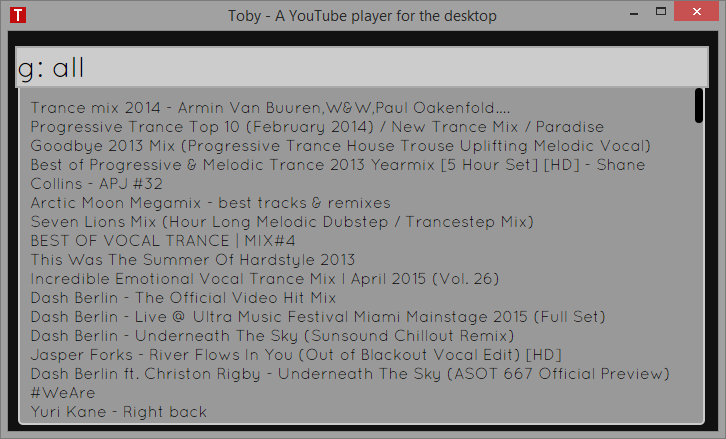 T
Toby - A YouTube player for the desktop
g: all
Trance mix 2014 - Armin Van Buuren,W&W,Paul Oakenfold....
Progressive Trance Top 10 (February 2014) / New Trance Mix / Paradise
Goodbye 2013 Mix (Progressive Trance House Trouse Uplifting Melodic Vocal)
Best of Progressive & Melodic Trance 2013 Yearmix [5 Hour Set] [HD] - Shane
Collins - APJ #32
Arctic Moon Megamix - best tracks & remixes
Seven Lions Mix (Hour Long Melodic Dubstep / Trancestep Mix)
BEST OF VOCAL TRANCE | MIX#4
This Was The Summer Of Hardstyle 2013
Incredible Emotional Vocal Trance Mix l April 2015 (Vol. 26)
Dash Berlin - The Official Video Hit Mix
Dash Berlin - Live @ Ultra Music Festival Miami Mainstage 2015 (Full Set)
Dash Berlin - Underneath The Sky (Sunsound Chillout Remix)
Jasper Forks - River Flows In You (Out of Blackout Vocal Edit) [HD]
Dash Berlin ft. Christon Rigby - Underneath The Sky (ASOT 667 Official Preview)
#WeAre
Yuri Kane - Right back